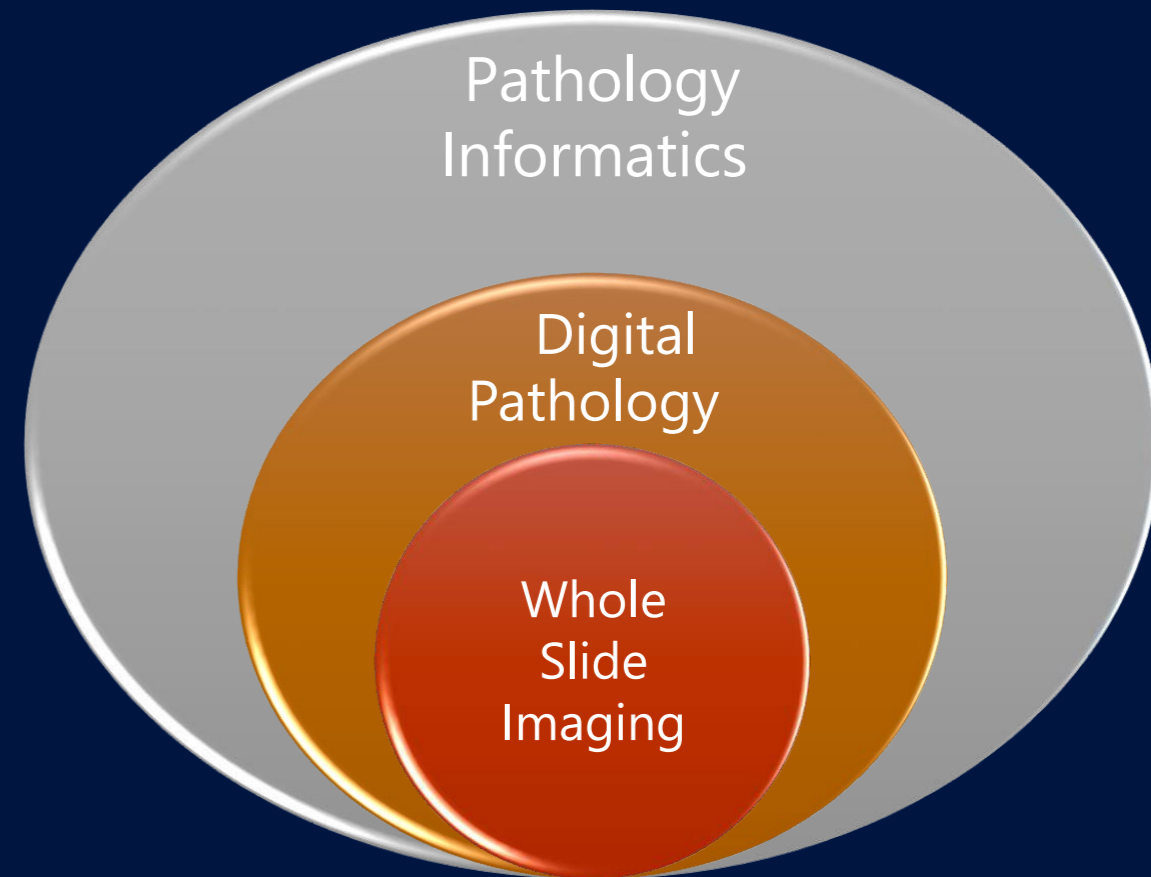 Pathology
Informatics
Digital
Pathology
Whole
Slide
Imaging